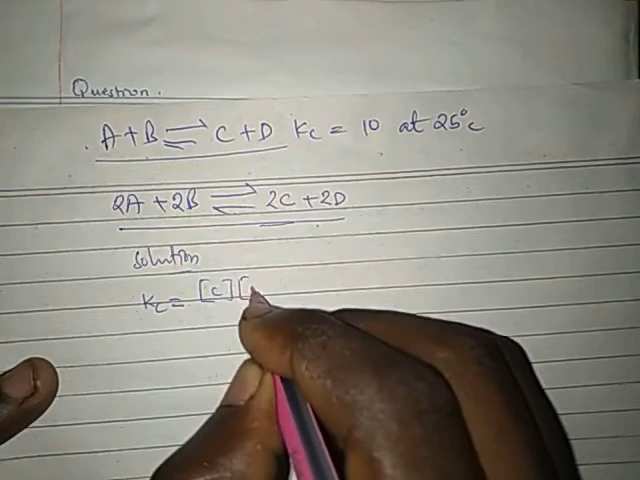 Question.
A + B ⇌ C + D Kc = 10 at 25°c
2A + 2B ⇌ 2C + 2D
solution
Kc = [c][